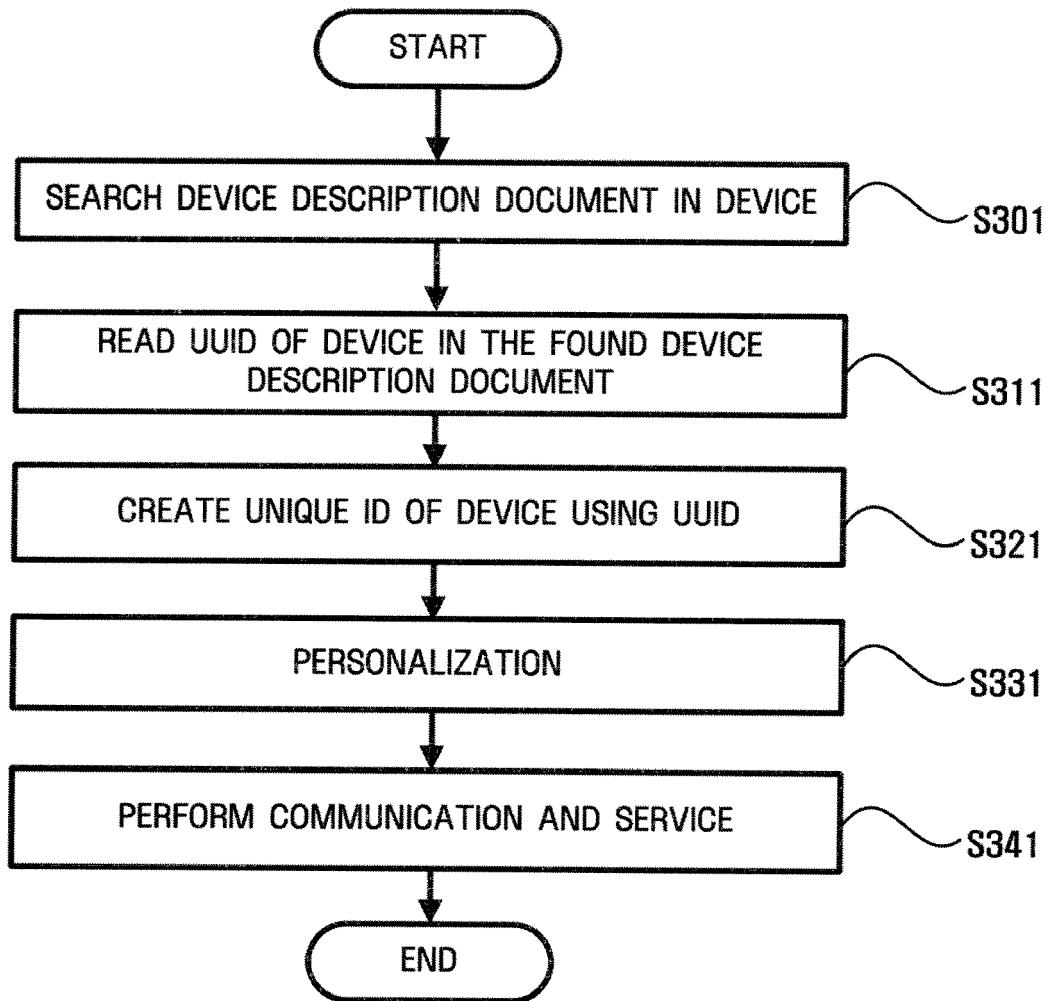 START
SEARCH DEVICE DESCRIPTION DOCUMENT IN DEVICE
S301
READ UUID OF DEVICE IN THE FOUND DEVICE
DESCRIPTION DOCUMENT
S311
CREATE UNIQUE ID OF DEVICE USING UUID
S321
PERSONALIZATION
S331
PERFORM COMMUNICATION AND SERVICE
S341
END